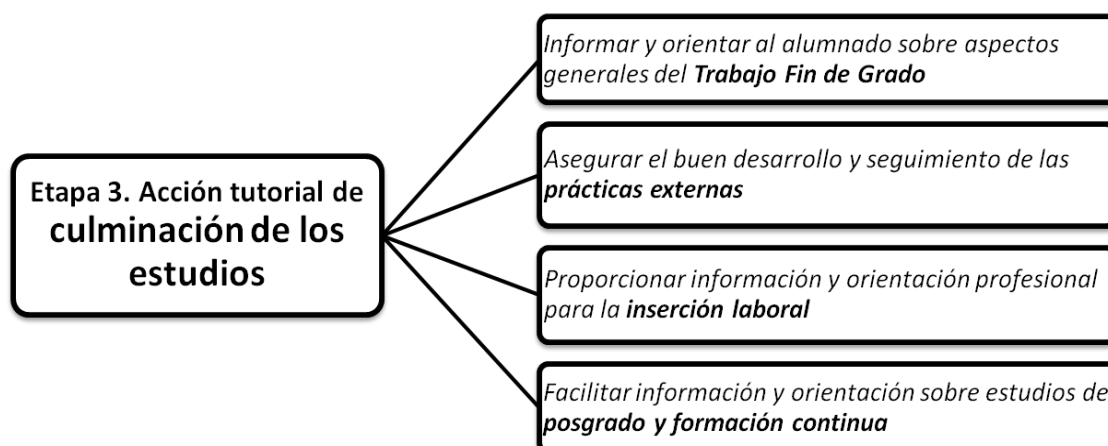 Etapa 3. Acción tutorial de
culminación de los
estudios
Informar y orientar al alumnado sobre aspectos
generales del Trabajo Fin de Grado
Asegurar el buen desarrollo y seguimiento de las
prácticas externas
Proporcionar información y orientación profesional
para la inserción laboral
Facilitar información y orientación sobre estudios de
posgrado y formación continua